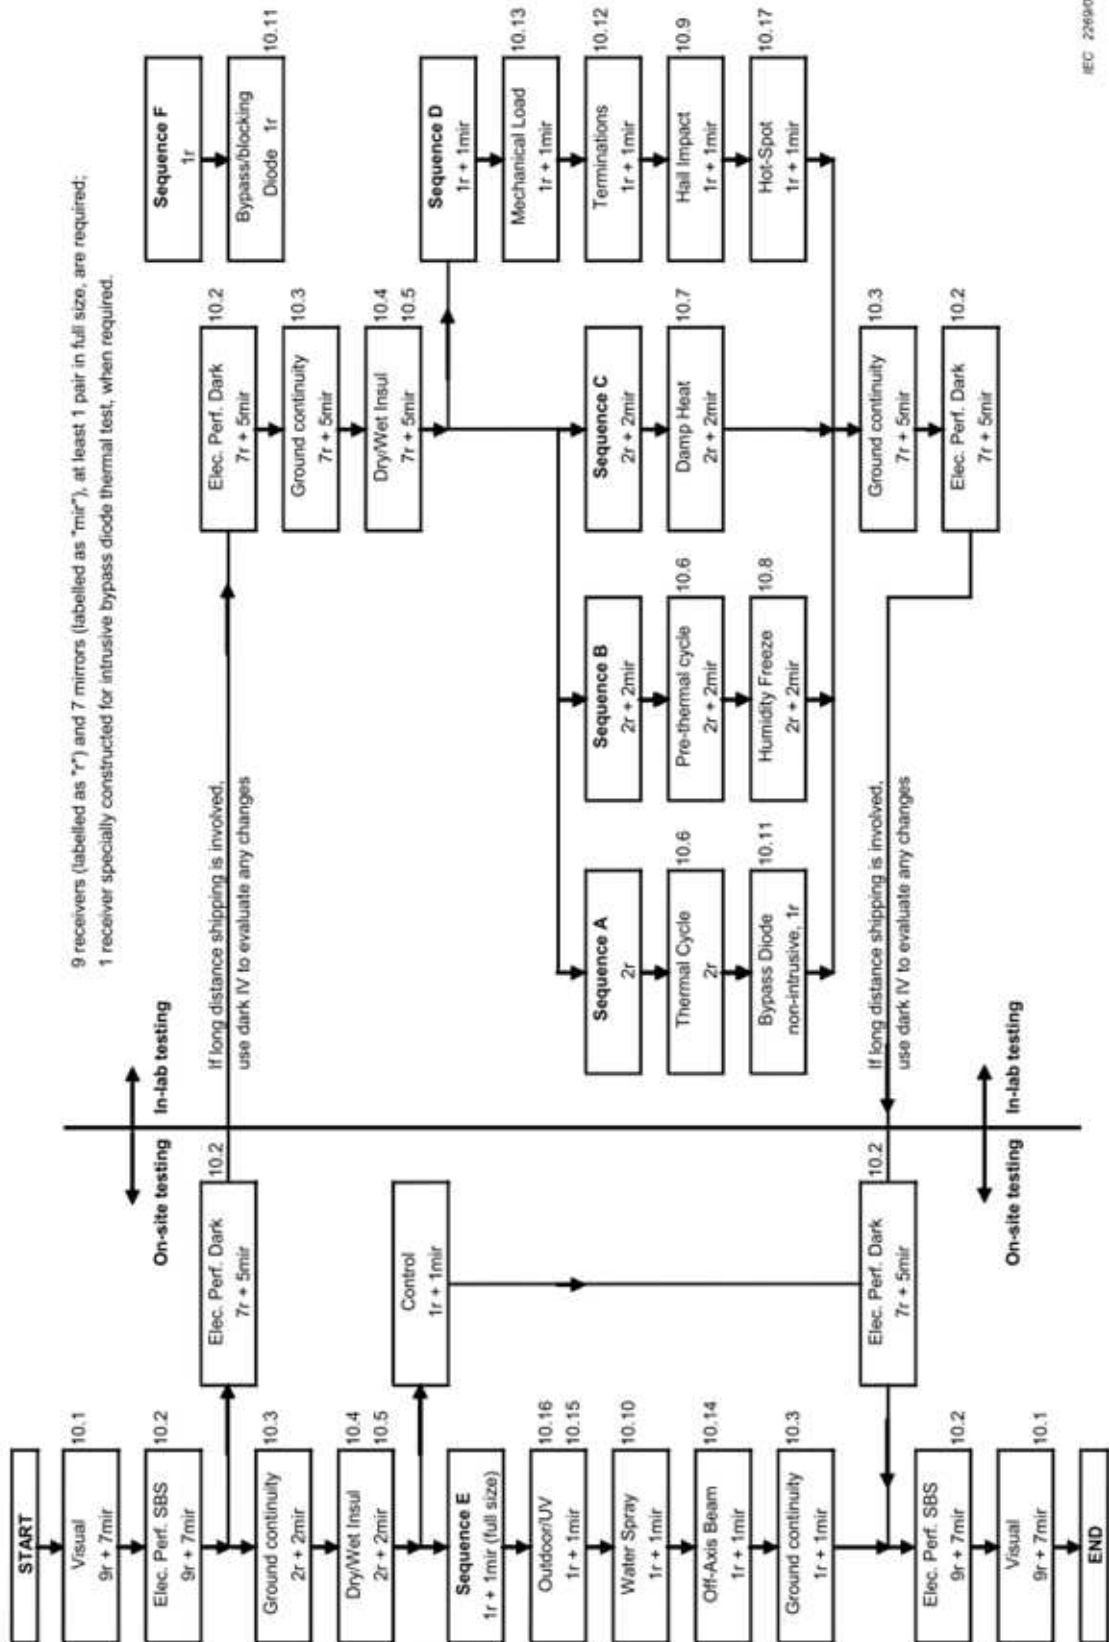 9 receivers (labelled as "r") and 7 mirrors (labelled as "mir"), at least 1 pair in full size, are required;
1 receiver specially constructed for intrusive bypass diode thermal test, when required.
START
Visual
9r + 7mir
10.1
Elec. Perf. SBS
9r + 7mir
10.2
Ground continuity
2r + 2mir
10.3
Dry/Wet Insul
2r + 2mir
10.4
10.5
Sequence E
1r + 1mir (full size)
Outdoor/UV
1r + 1mir
10.16
10.15
Water Spray
1r + 1mir
10.10
Off-Axis Beam
1r + 1mir
10.14
Ground continuity
1r + 1mir
10.3
Elec. Perf. SBS
9r + 7mir
10.2
Visual
9r + 7mir
10.1
END
Elec. Perf. Dark
7r + 5mir
10.2
Control
1r + 1mir
Elec. Perf. Dark
7r + 5mir
10.2
On-site testing
In-lab testing
If long distance shipping is involved,
use dark IV to evaluate any changes
Elec. Perf. Dark
7r + 5mir
10.2
Ground continuity
7r + 5mir
10.3
Dry/Wet Insul
7r + 5mir
10.4
10.5
Sequence F
1r
Bypass/blocking
Diode 1r
10.11
Sequence A
2r
Thermal Cycle
2r
10.6
Bypass Diode
non-intrusive, 1r
10.11
Sequence B
2r + 2mir
Pre-thermal cycle
2r + 2mir
10.6
Humidity Freeze
2r + 2mir
10.8
Sequence C
2r + 2mir
Damp Heat
2r + 2mir
10.7
Sequence D
1r + 1mir
Mechanical Load
1r + 1mir
10.13
Terminations
1r + 1mir
10.12
Hail Impact
1r + 1mir
10.9
Hot-Spot
1r + 1mir
10.17
Ground continuity
7r + 5mir
10.3
Elec. Perf. Dark
7r + 5mir
10.2
If long distance shipping is involved,
use dark IV to evaluate any changes
On-site testing
In-lab testing
IEC